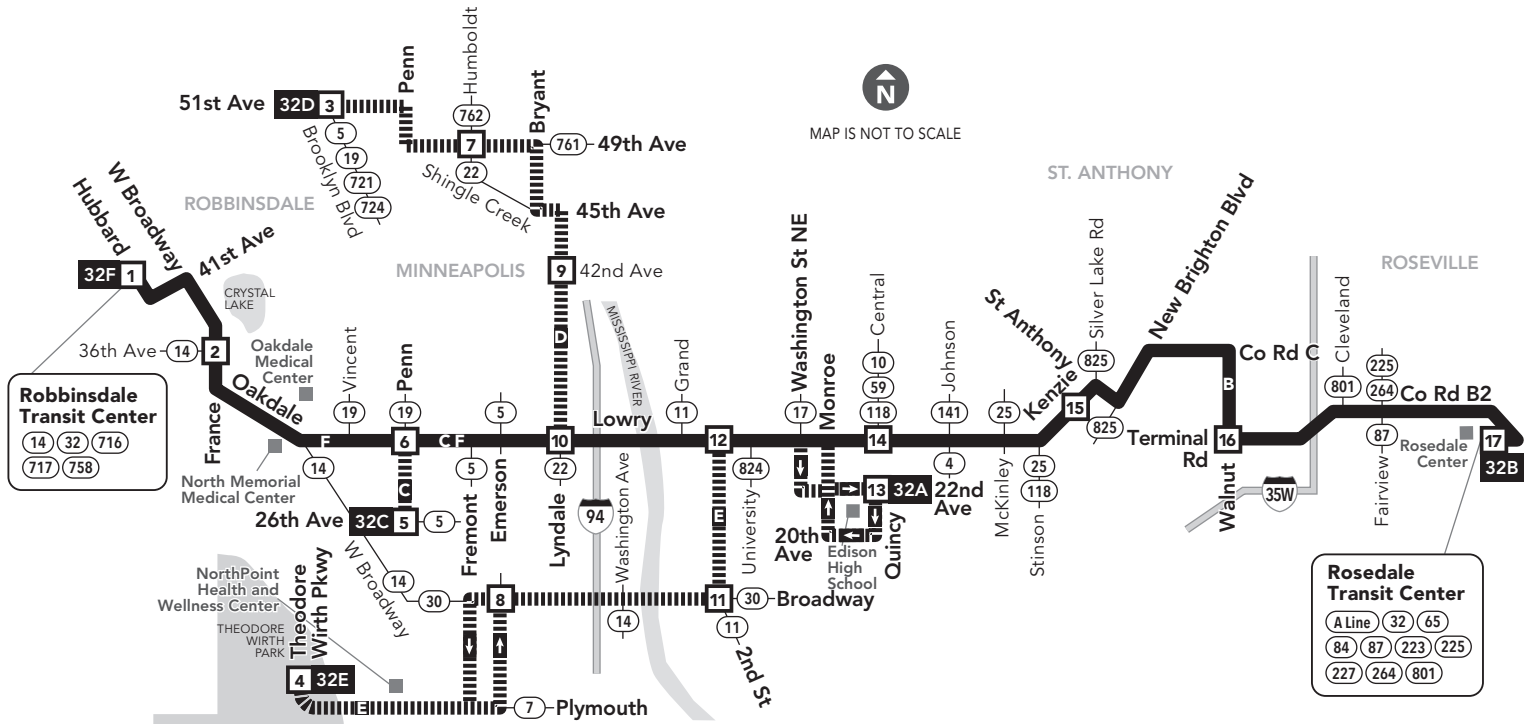 51st Ave
32D
3
Penn
762
Humboldt
Bryant
7
22
Shingle Creek
761
49th Ave
5
19
721
724
Brooklyn Blvd
45th Ave
N
MAP IS NOT TO SCALE
ROBBINSDALE
MINNEAPOLIS
ST. ANTHONY
ROSEVILLE
Hubbard
W Broadway
41st Ave
32F
1
CRYSTAL
LAKE
36th Ave
14
2
Oakdale
Medical
Center
9
42nd Ave
D
MISSISSIPPI RIVER
Robbinsdale
Transit Center
14
32
716
717
758
France
Oakdale
North Memorial
Medical Center
F
Vincent
19
Penn
19
6
C F
5
10
Lowry
Grand
11
12
Washington St NE
17
Monroe
Central
10
59
118
14
Johnson
141
4
25
McKinley
Kenzie
St Anthony
15
Silver Lake Rd
825
825
New Brighton Blvd
Co Rd C
B
Terminal
Rd
16
Walnut
35W
Cleveland
801
225
264
Co Rd B2
87
Fairview
Rosedale
Center
17
32B
14
C
26th Ave
32C
5
5
5
Fremont
Emerson
22
Lyndale
94
Washington Ave
E
824
University
13
32A
22nd
Ave
20th
Ave
Edison
High
School
Quincy
25
118
Stinson
W Broadway
14
30
8
14
11
30
Broadway
11
2nd St
NorthPoint
Health and
Wellness Center
THEODORE
WIRTH
PARK
Theodore
Wirth Pkwy
4
32E
E
7
Plymouth
Rosedale
Transit Center
A Line
32
65
84
87
223
225
227
264
801